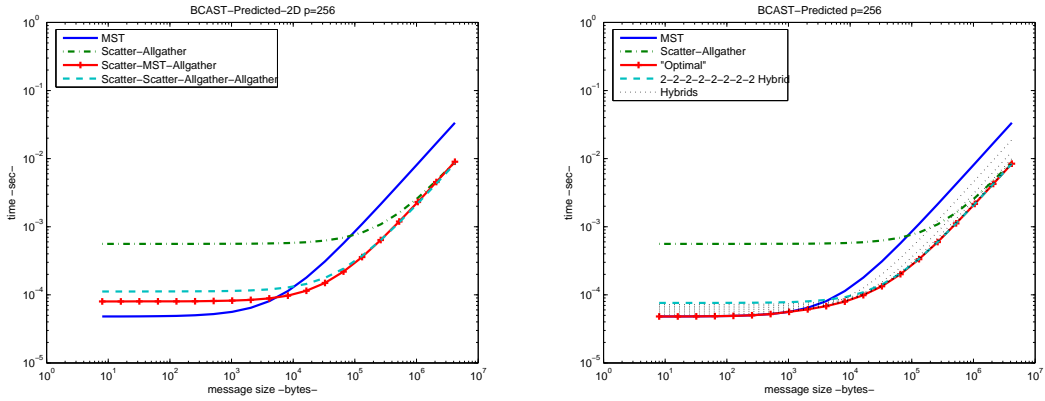 BCAST−Predicted−2D p=256
10^0
10^−1
10^−2
10^−3
10^−4
10^−5
time −sec−
MST
Scatter−Allgather
Scatter−MST−Allgather
Scatter−Scatter−Allgather−Allgather
10^0 10^1 10^2 10^3 10^4 10^5 10^6 10^7
message size −bytes−
BCAST−Predicted p=256
10^0
10^−1
10^−2
10^−3
10^−4
10^−5
time −sec−
MST
Scatter−Allgather
"Optimal"
2−2−2−2−2−2−2−2 Hybrid
Hybrids
10^0 10^1 10^2 10^3 10^4 10^5 10^6 10^7
message size −bytes−